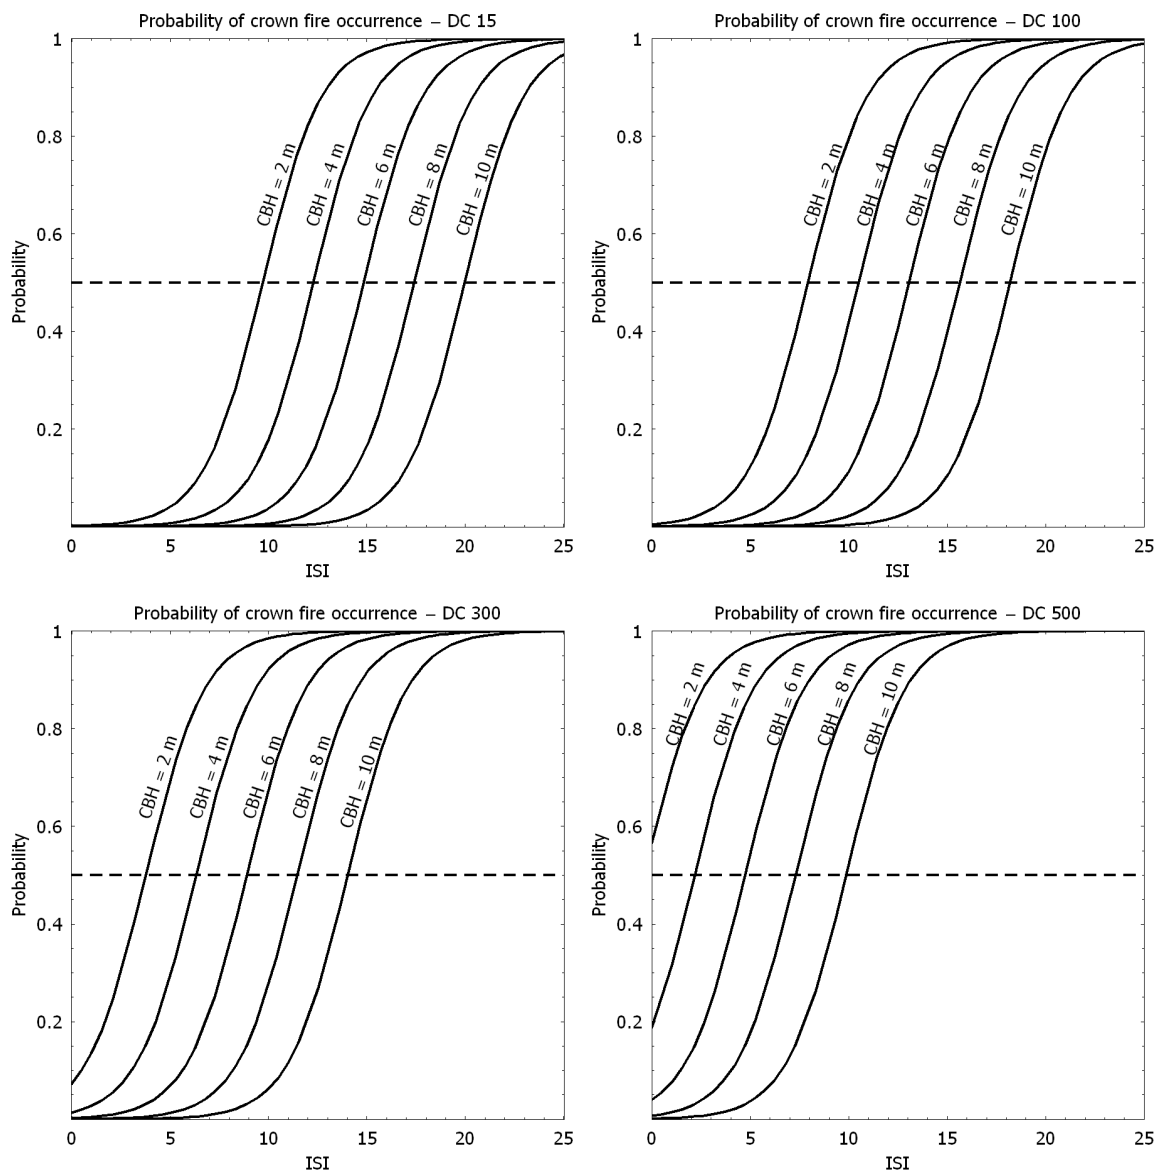 Probability of crown fire occurrence – DC 15
1
0.8
0.6
0.4
0.2
Probability
CBH = 2 m
CBH = 4 m
CBH = 6 m
CBH = 8 m
CBH = 10 m
0 5 10 15 20 25
ISI
Probability of crown fire occurrence – DC 100
1
0.8
0.6
0.4
0.2
Probability
CBH = 2 m
CBH = 4 m
CBH = 6 m
CBH = 8 m
CBH = 10 m
0 5 10 15 20 25
ISI
Probability of crown fire occurrence – DC 300
1
0.8
0.6
0.4
0.2
Probability
CBH = 2 m
CBH = 4 m
CBH = 6 m
CBH = 8 m
CBH = 10 m
0 5 10 15 20 25
ISI
Probability of crown fire occurrence – DC 500
1
0.8
0.6
0.4
0.2
Probability
CBH = 2 m
CBH = 4 m
CBH = 6 m
CBH = 8 m
CBH = 10 m
0 5 10 15 20 25
ISI